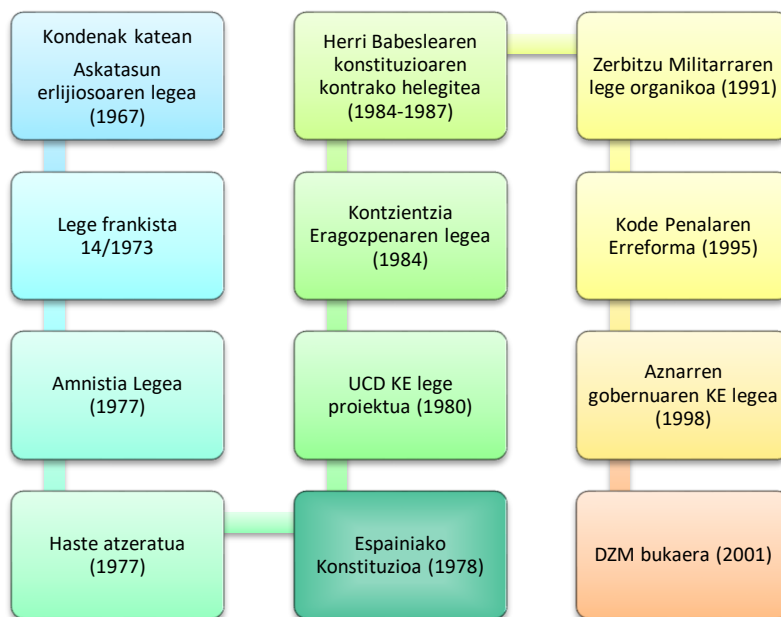 Kondenak katean
Askatasun
erlijiosoaren legea
(1967)
Lege frankista
14/1973
Amnistia Legea
(1977)
Haste atzeratua
(1977)
Espainiako
Konstituzioa (1978)
UCD KE lege
proiektua (1980)
Kontzientzia
Eragozpenaren legea
(1984)
Herri Babeslearen
konstituzioaren
kontrako helegitea
(1984-1987)
Zerbitzu Militarraren
lege organikoa (1991)
Kode Penalaren
Erreforma (1995)
Aznarren
gobernuaren KE legea
(1998)
DZM bukaera (2001)